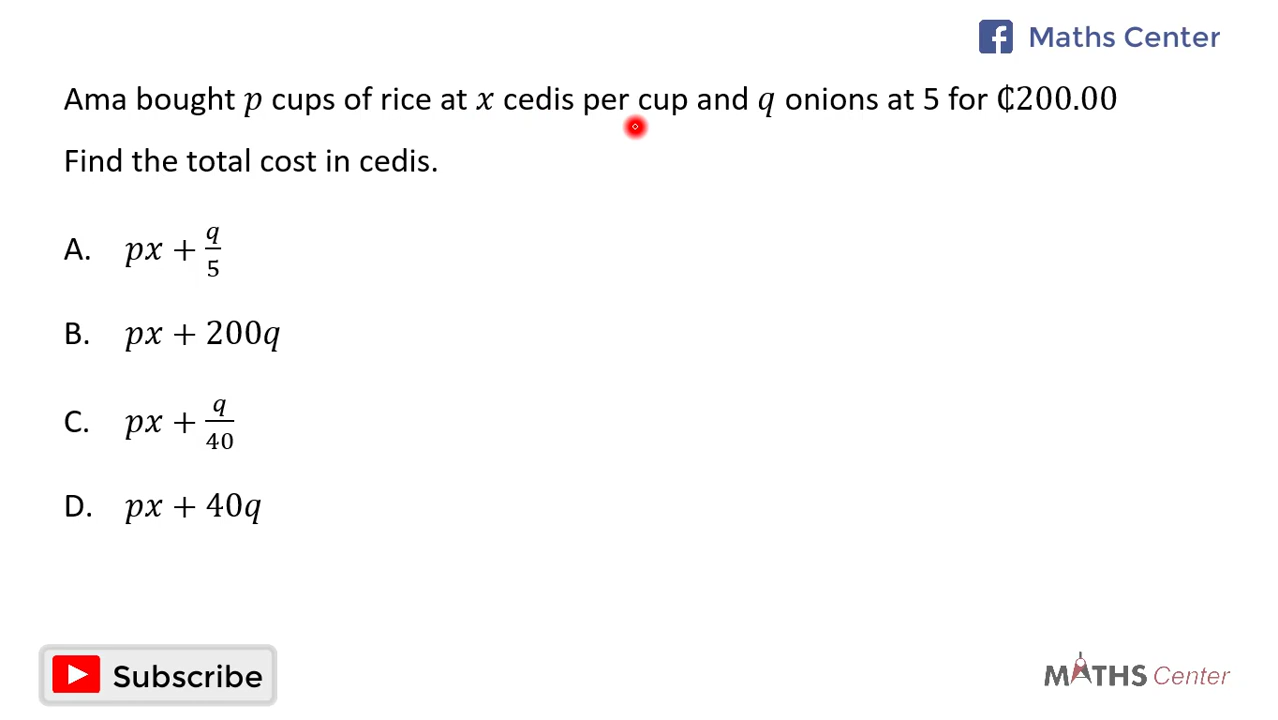 Maths Center
Ama bought p cups of rice at x cedis per cup and q onions at 5 for ₵200.00
Find the total cost in cedis.
A. px + q/5
B. px + 200q
C. px + q/40
D. px + 40q
Subscribe
MATHS Center